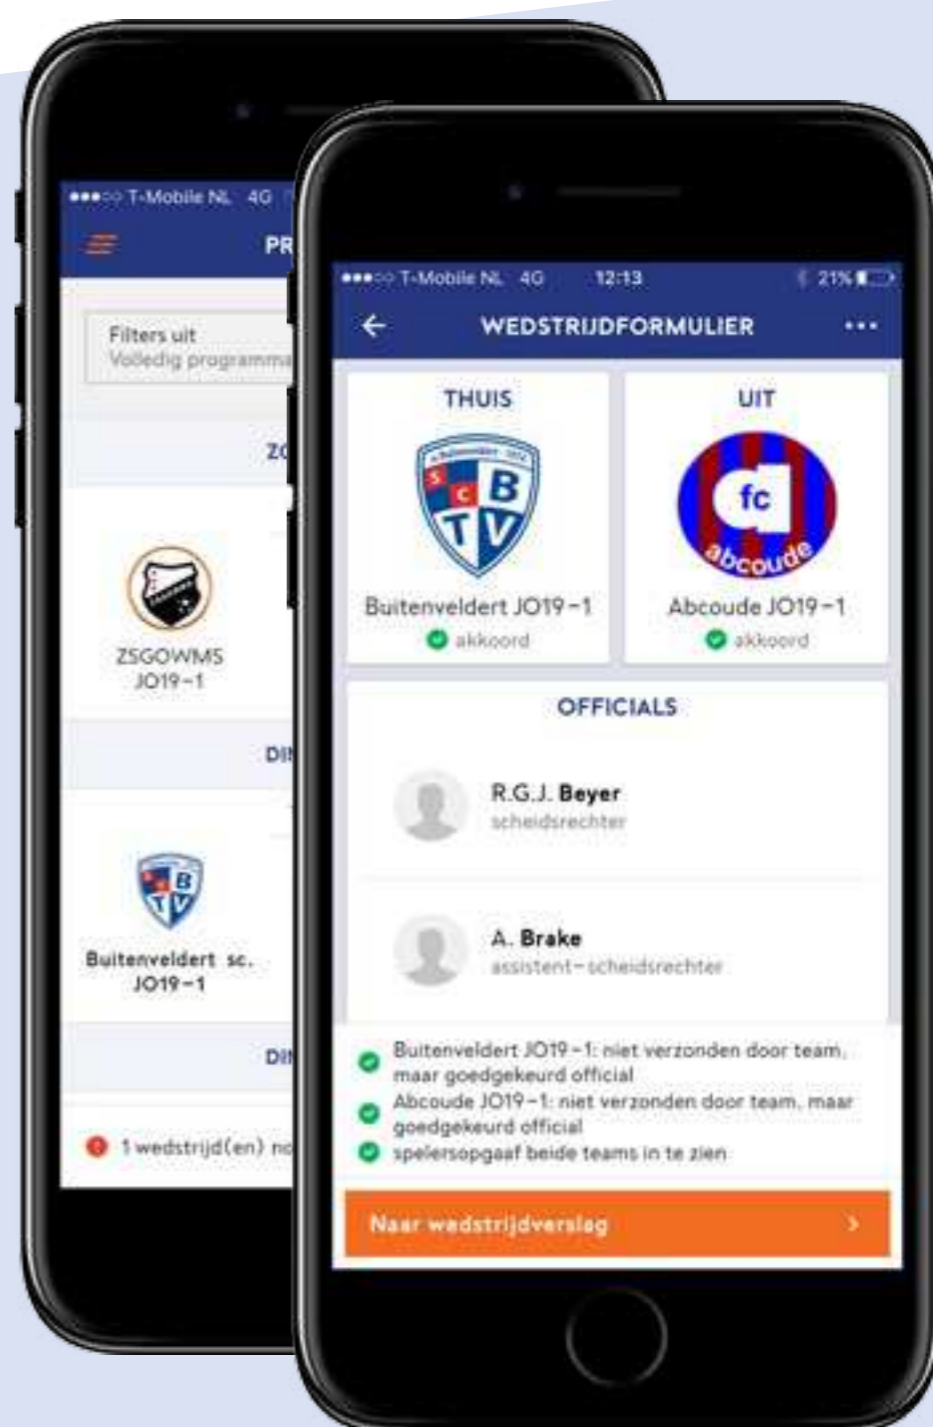 T-Mobile NL 4G
PR
Filters uit
Volledig programma
ZO
ZSGOWMS
JO19-1
DI
SCBTV
Buitenveldert sc.
JO19-1
DI
1 wedstrijd(en) no
T-Mobile NL 4G 12:13 21%
WEDSTRIJDFORMULIER
THUIS
S C B
T V
Buitenveldert JO19-1
akkoord
UIT
fc
abcoude
Abcoude JO19-1
akkoord
OFFICIALS
R.G.J. Beyer
scheidsrechter
A. Brake
assistent-scheidsrechter
Buitenveldert JO19-1: niet verzonden door team,
maar goedgekeurd official
Abcoude JO19-1: niet verzonden door team, maar
goedgekeurd official
spelersopgaaf beide teams in te zien
Naar wedstrijdverslag